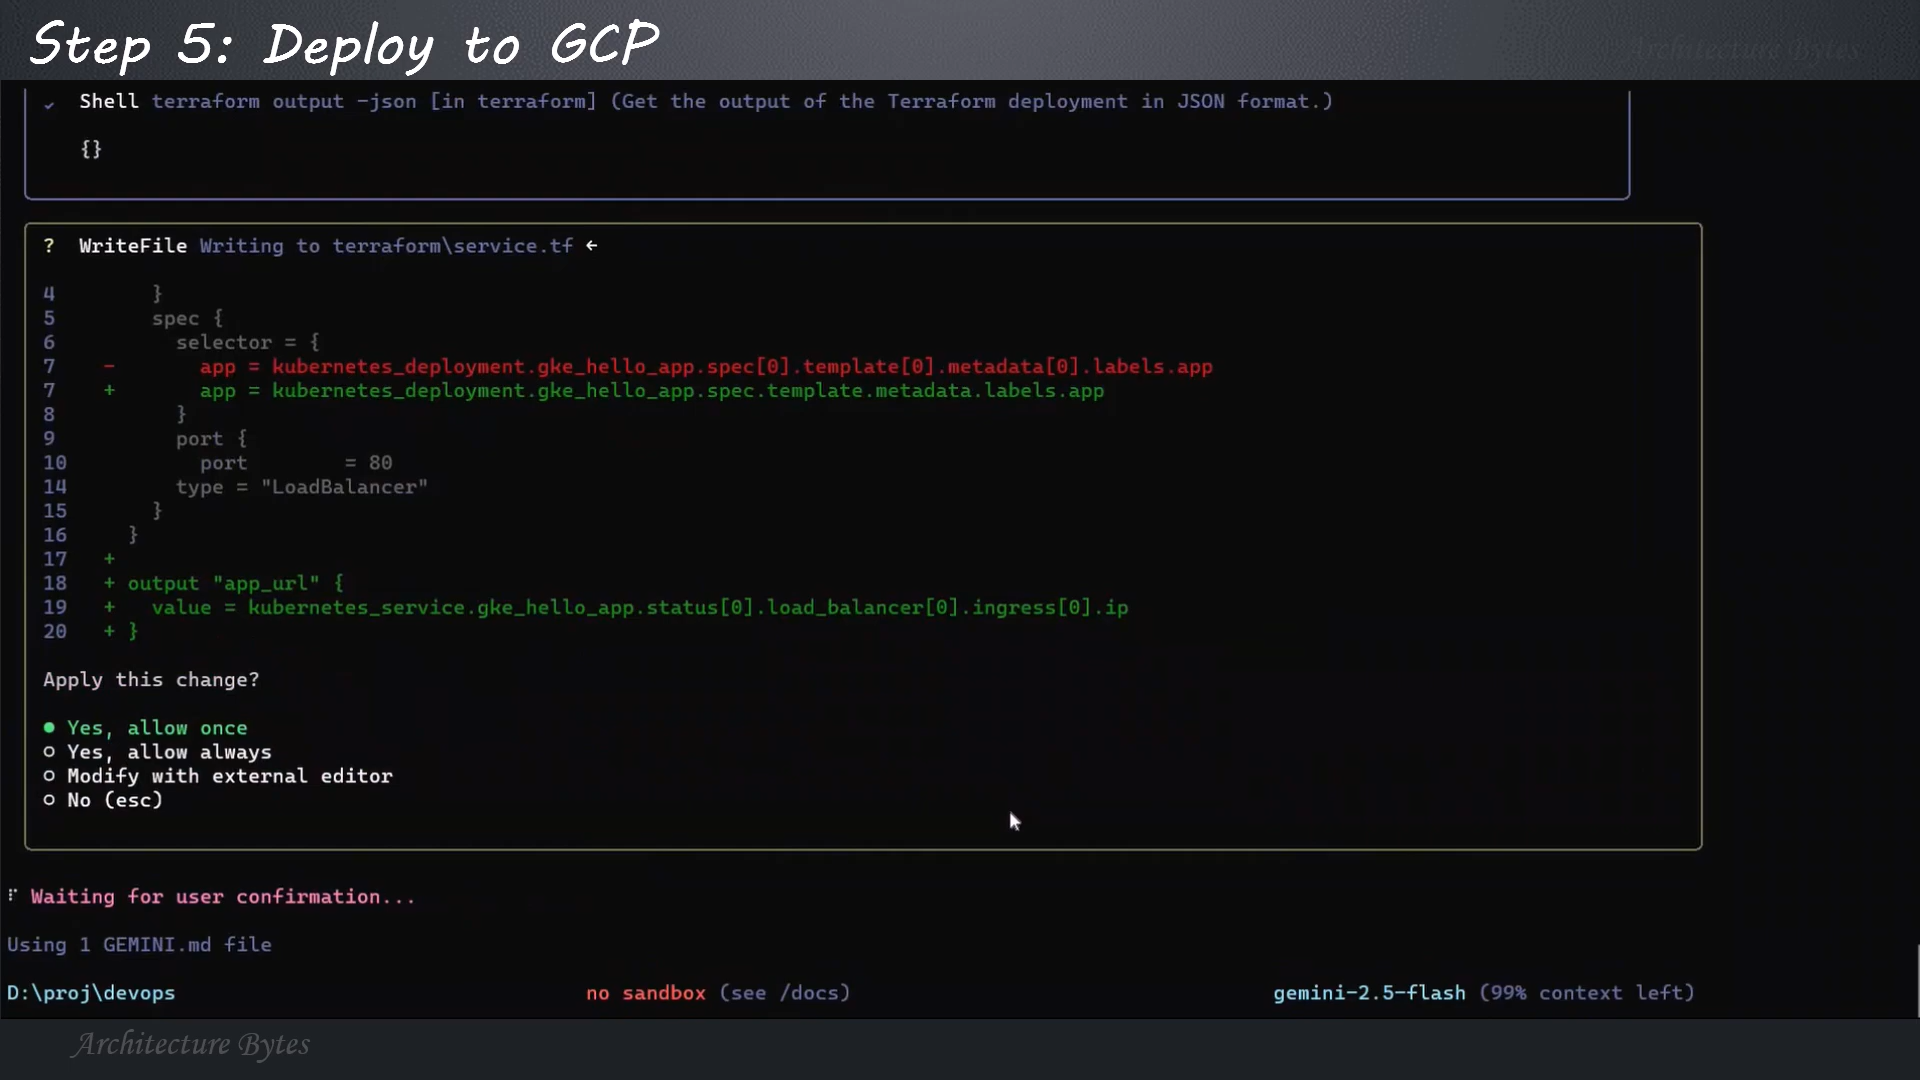 Step 5: Deploy to GCP
Architecture Bytes
✓ Shell terraform output -json [in terraform] (Get the output of the Terraform deployment in JSON format.)
{}
? WriteFile Writing to terraform\service.tf ←
4 }
5 spec {
6 selector = {
7 - app = kubernetes_deployment.gke_hello_app.spec[0].template[0].metadata[0].labels.app
7 + app = kubernetes_deployment.gke_hello_app.spec.template.metadata.labels.app
8 }
9 port {
10 port = 80
14 type = "LoadBalancer"
15 }
16 }
17 +
18 + output "app_url" {
19 + value = kubernetes_service.gke_hello_app.status[0].load_balancer[0].ingress[0].ip
20 + }
Apply this change?
● Yes, allow once
○ Yes, allow always
○ Modify with external editor
○ No (esc)
⠏ Waiting for user confirmation...
Using 1 GEMINI.md file
D:\proj\devops no sandbox (see /docs) gemini-2.5-flash (99% context left)
Architecture Bytes